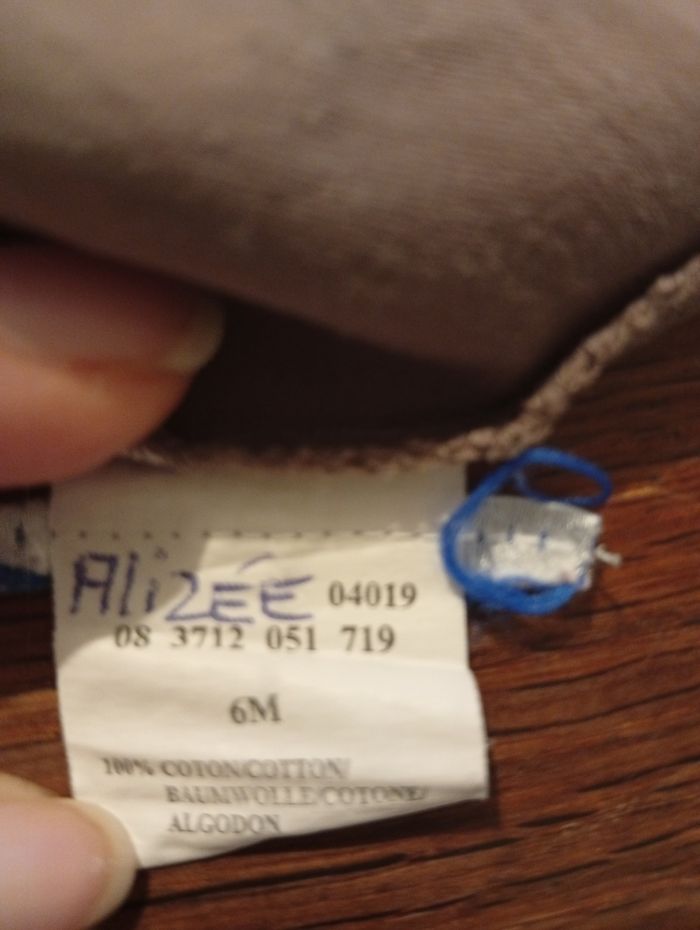 AliZÉE 04019
08 3712 051 719
6M
100% COTON/COTTON/
BAUMWOLLE/COTONE/
ALGODON